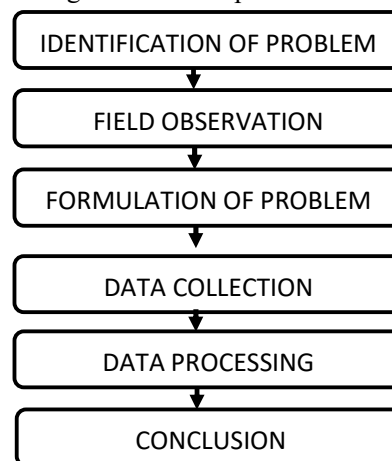 IDENTIFICATION OF PROBLEM
FIELD OBSERVATION
FORMULATION OF PROBLEM
DATA COLLECTION
DATA PROCESSING
CONCLUSION